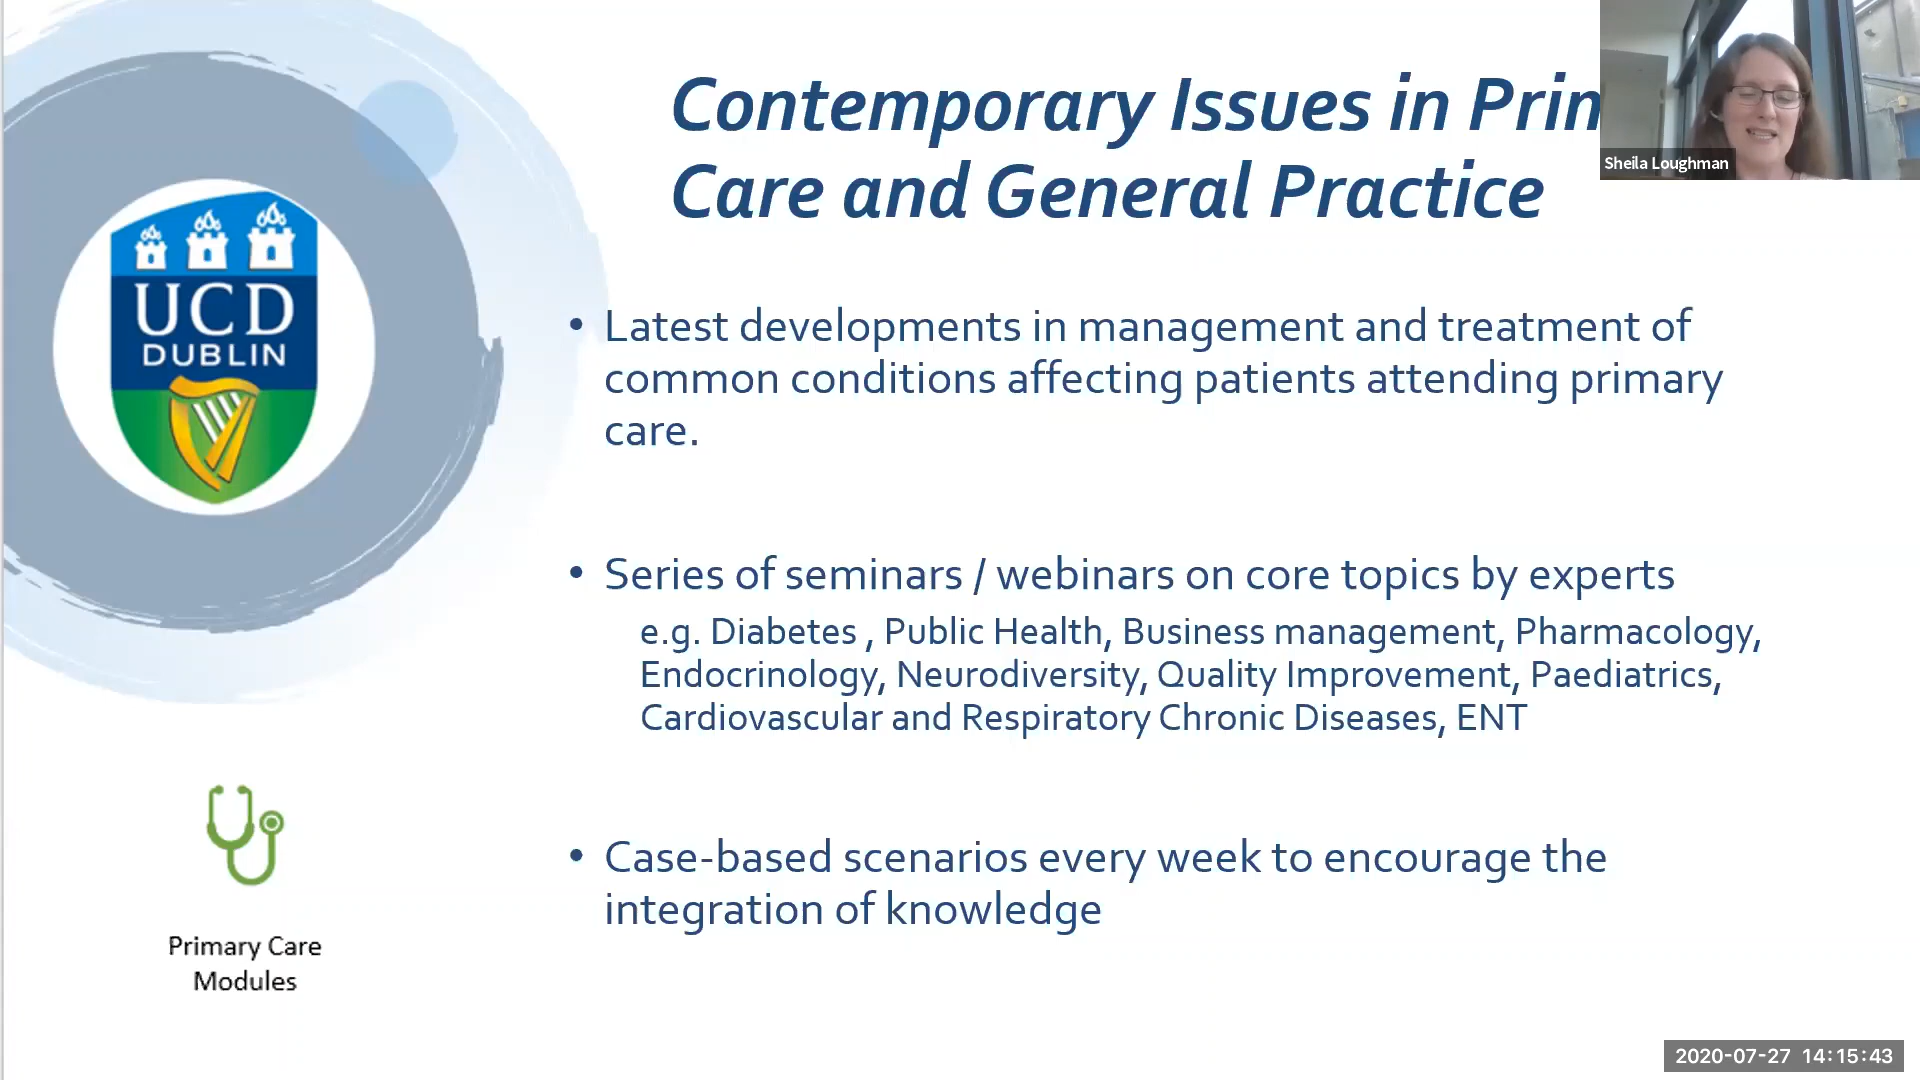 Contemporary Issues in Prim
Care and General Practice
Sheila Loughman
UCD
DUBLIN
• Latest developments in management and treatment of
common conditions affecting patients attending primary
care.
• Series of seminars / webinars on core topics by experts
e.g. Diabetes , Public Health, Business management, Pharmacology,
Endocrinology, Neurodiversity, Quality Improvement, Paediatrics,
Cardiovascular and Respiratory Chronic Diseases, ENT
• Case-based scenarios every week to encourage the
integration of knowledge
Primary Care
Modules
2020-07-27 14:15:43